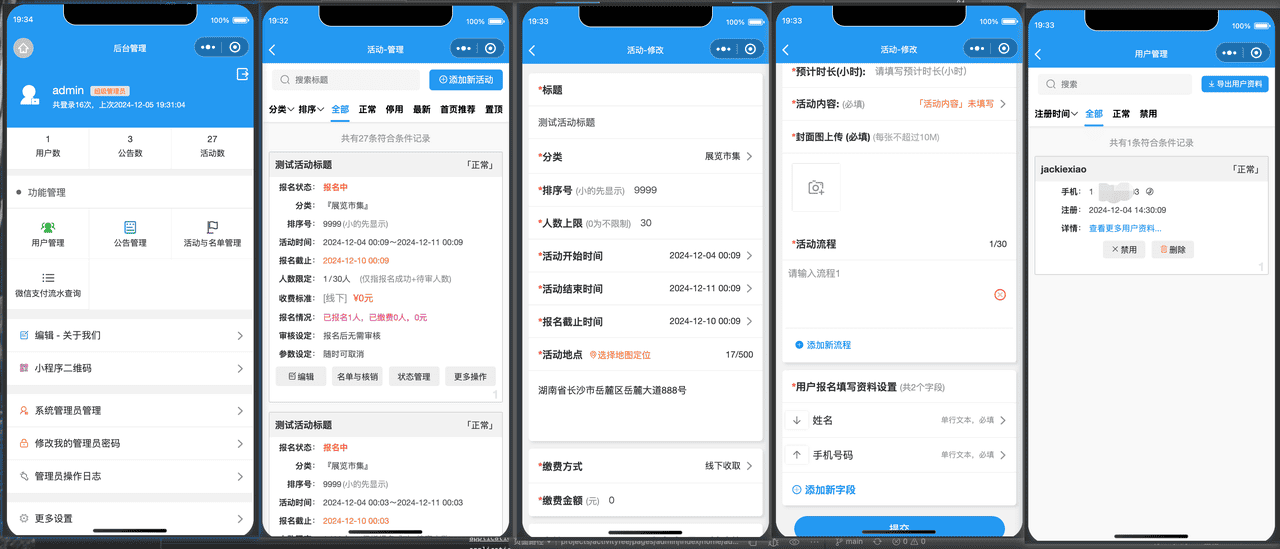 19:34
100%
后台管理
admin 超级管理员
共登录16次，上次2024-12-05 19:31:04
1
用户数
3
公告数
27
活动数
功能管理
用户管理
公告管理
活动与名单管理
微信支付流水查询
编辑 - 关于我们
小程序二维码
系统管理员管理
修改我的管理员密码
管理员操作日志
更多设置
19:32
100%
活动-管理
搜索标题
添加新活动
分类 排序 全部 正常 停用 最新 首页推荐 置顶
共有27条符合条件记录
测试活动标题 「正常」
报名状态： 报名中
分类： 『展览市集』
排序号： 9999 (小的先显示)
活动时间： 2024-12-04 00:09～2024-12-11 00:09
报名截止： 2024-12-10 00:09
人数限定： 1/30人 (仅指报名成功+待审人数)
收费标准： [线下] ¥0元
报名情况： 已报名1人，已缴费0人，0元
审核设定： 报名后无需审核
参数设定： 随时可取消
编辑 名单与核销 状态管理 更多操作
1
测试活动标题 「正常」
报名状态： 报名中
分类： 『展览市集』
排序号： 9999 (小的先显示)
活动时间： 2024-12-04 00:03～2024-12-11 00:03
报名截止： 2024-12-10 00:03
19:33
100%
活动-修改
*标题
测试活动标题
*分类 展览市集
*排序号 (小的先显示) 9999
*人数上限 (0为不限制) 30
*活动开始时间 2024-12-04 00:09
*活动结束时间 2024-12-11 00:09
*报名截止时间 2024-12-10 00:09
*活动地点 选择地图定位 17/500
湖南省长沙市岳麓区岳麓大道888号
*缴费方式 线下收取
*缴费金额 (元) 0
19:33
100%
活动-修改
*预计时长(小时): 请填写预计时长(小时)
*活动内容: (必填) 「活动内容」未填写
*封面图上传 (必填) (每张不超过10M)
*活动流程 1/30
请输入流程1
添加新流程
*用户报名填写资料设置 (共2个字段)
姓名 单行文本，必填
手机号码 单行文本，必填
添加新字段
提交
19:33
100%
用户管理
搜索
导出用户资料
注册时间 全部 正常 禁用
共有1条符合条件记录
jackiexiao 「正常」
手机： 1 3
注册： 2024-12-04 14:30:09
详情： 查看更多用户资料...
禁用 删除
1
main
0 0